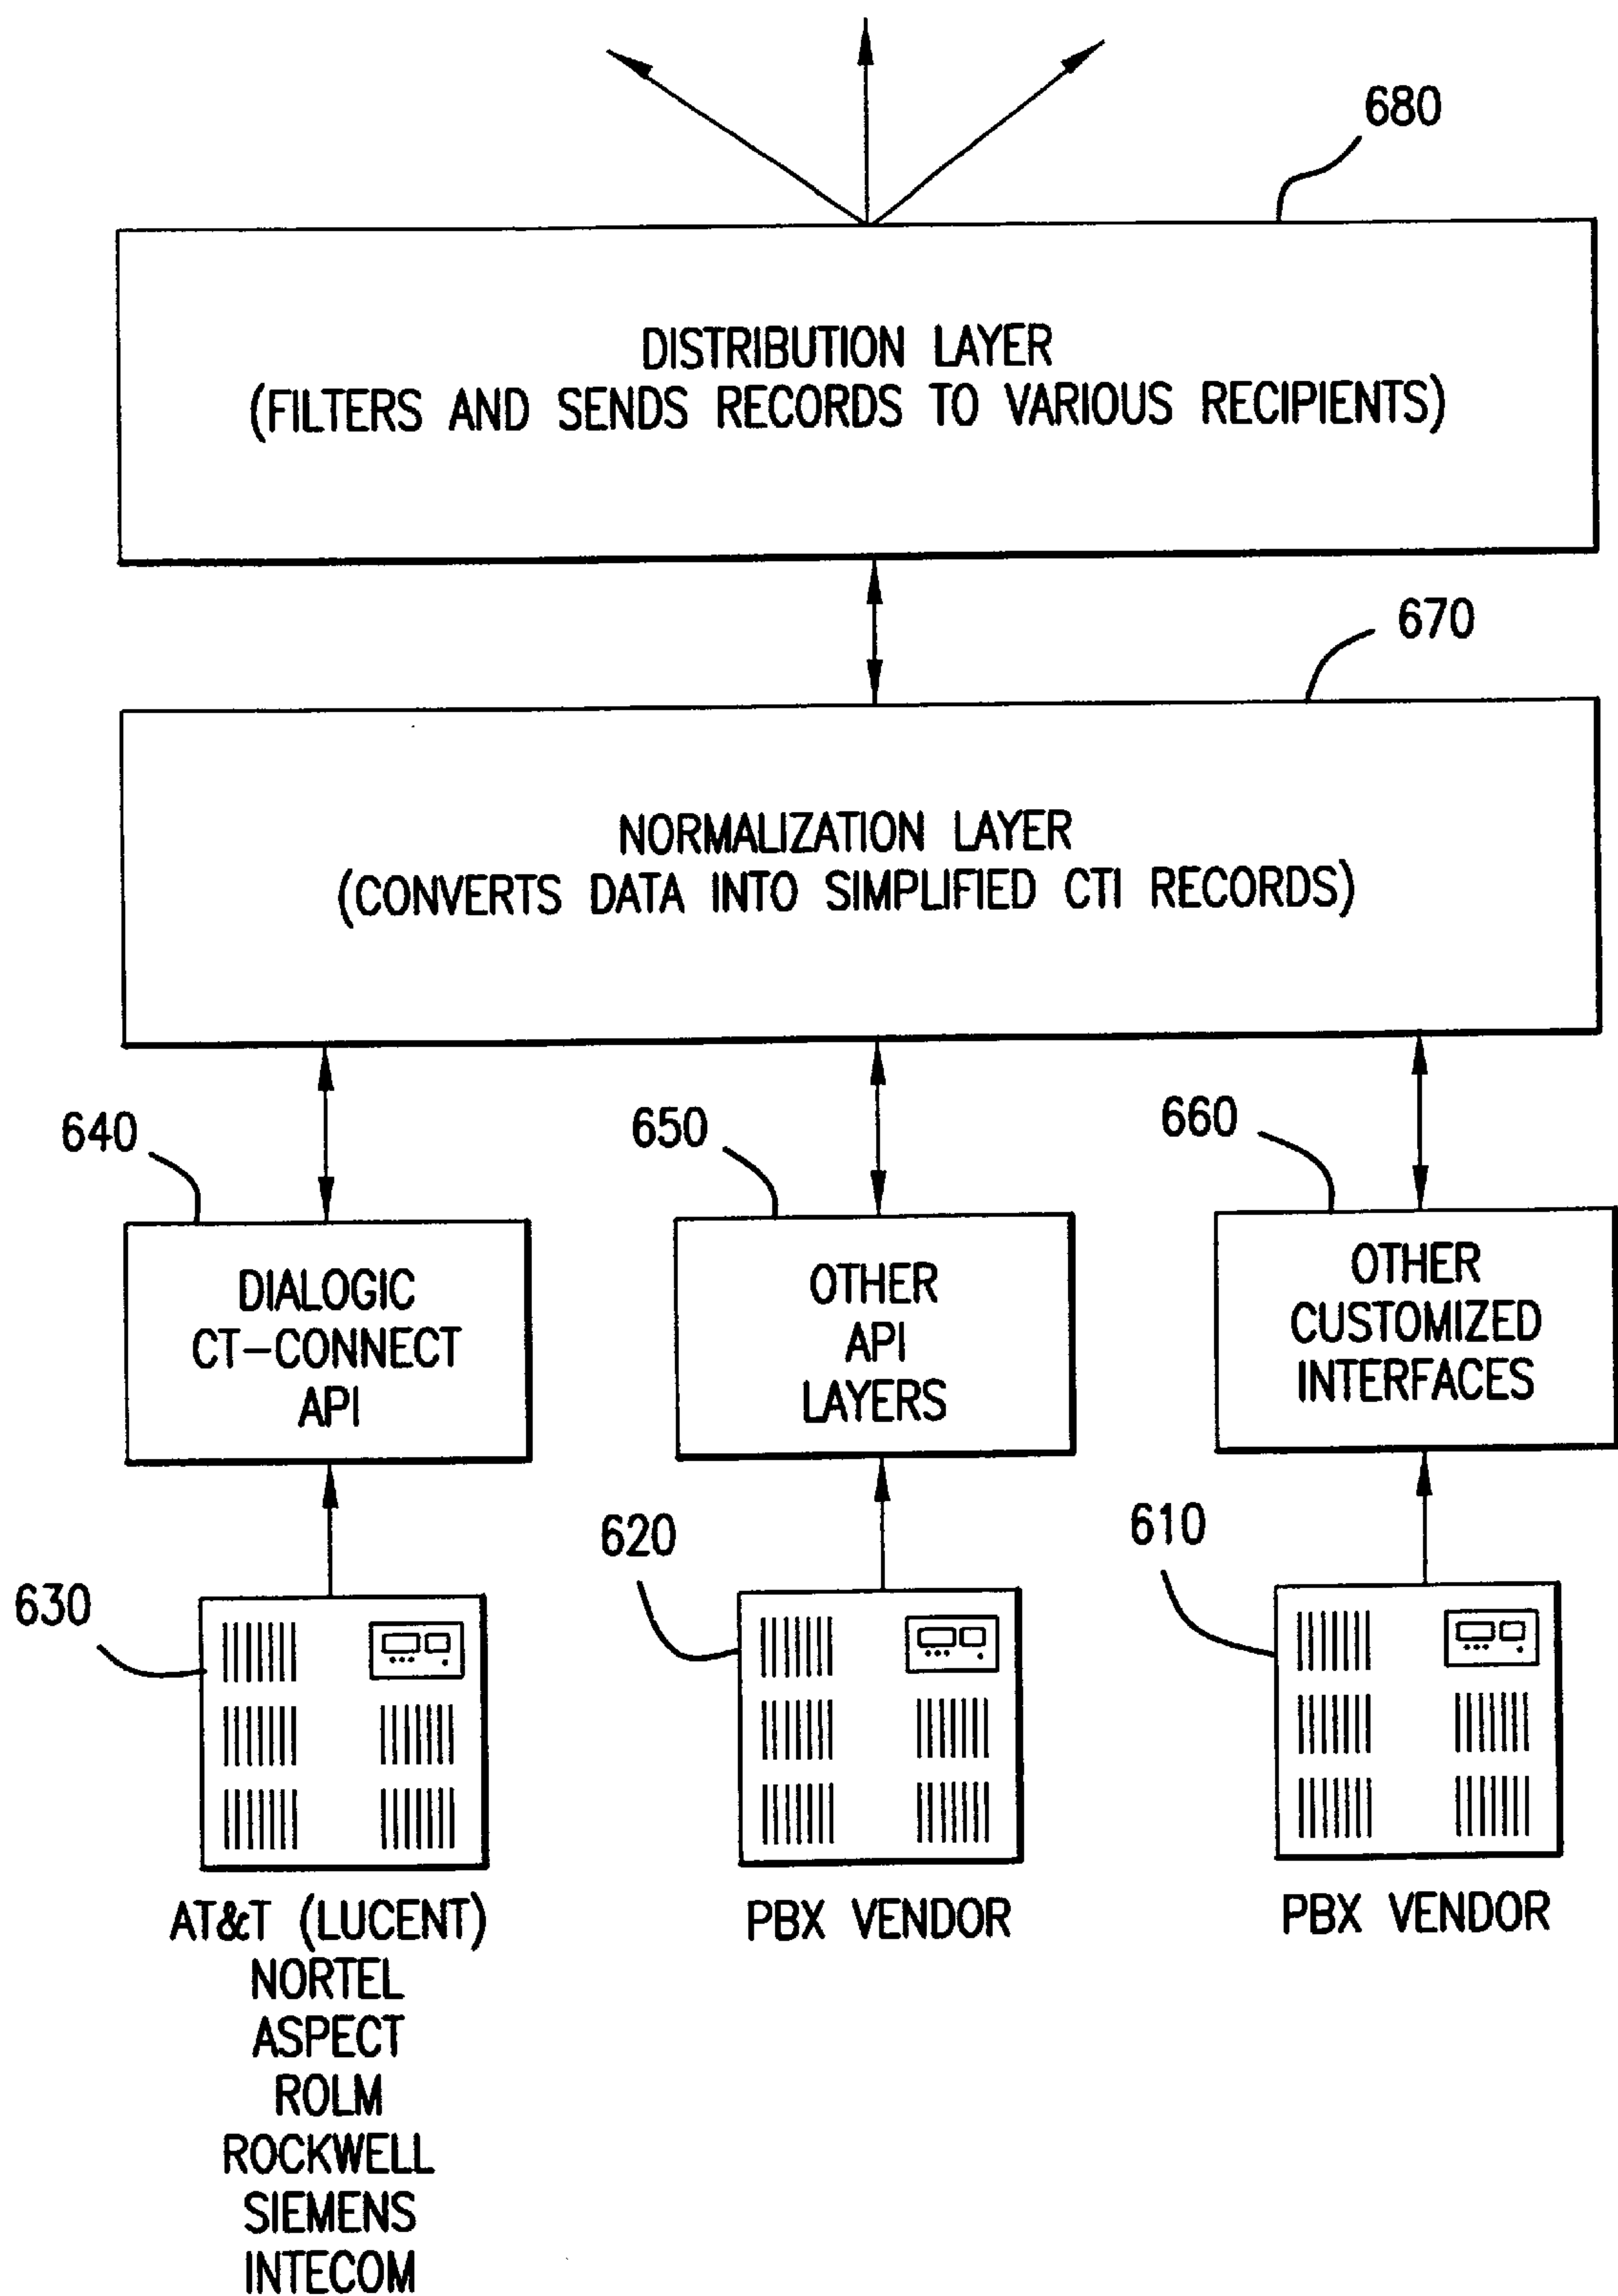 680
DISTRIBUTION LAYER
(FILTERS AND SENDS RECORDS TO VARIOUS RECIPIENTS)
670
NORMALIZATION LAYER
(CONVERTS DATA INTO SIMPLIFIED CTI RECORDS)
640
650
660
DIALOGIC
CT-CONNECT
API
OTHER
API
LAYERS
OTHER
CUSTOMIZED
INTERFACES
630
620
610
AT&T (LUCENT)
NORTEL
ASPECT
ROLM
ROCKWELL
SIEMENS
INTECOM
PBX VENDOR
PBX VENDOR